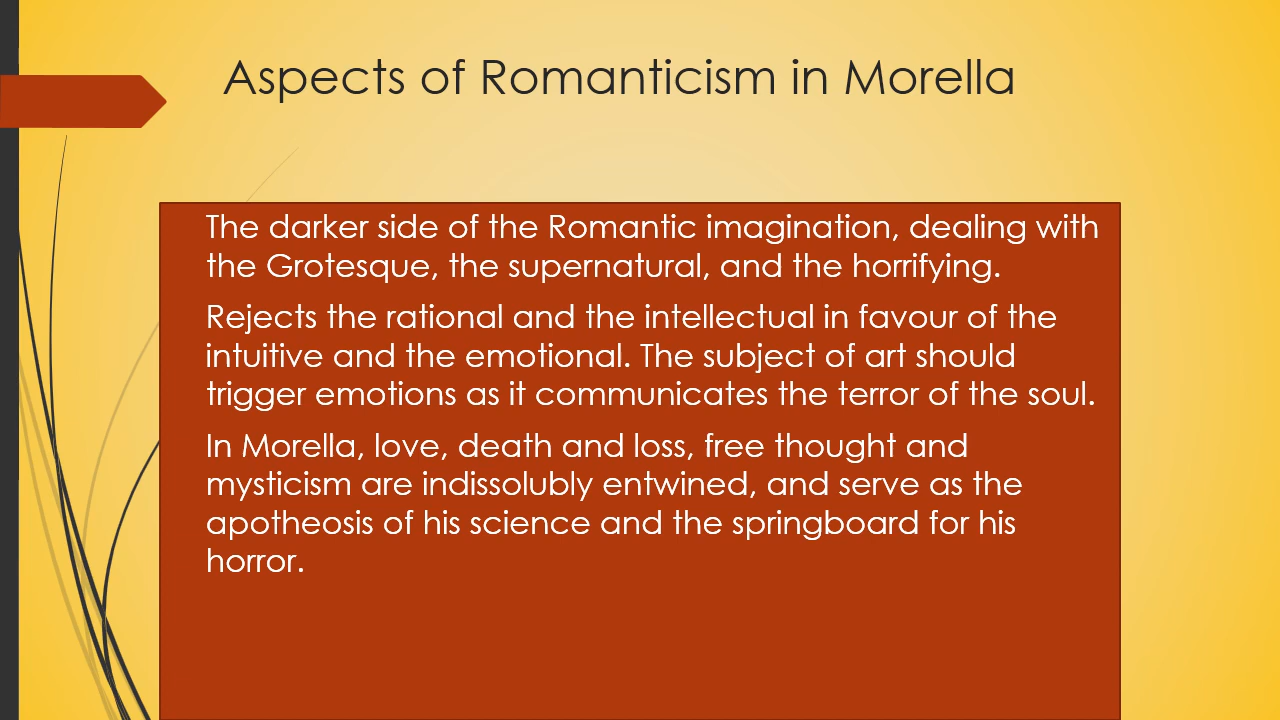 Aspects of Romanticism in Morella
The darker side of the Romantic imagination, dealing with
the Grotesque, the supernatural, and the horrifying.
Rejects the rational and the intellectual in favour of the
intuitive and the emotional. The subject of art should
trigger emotions as it communicates the terror of the soul.
In Morella, love, death and loss, free thought and
mysticism are indissolubly entwined, and serve as the
apotheosis of his science and the springboard for his
horror.